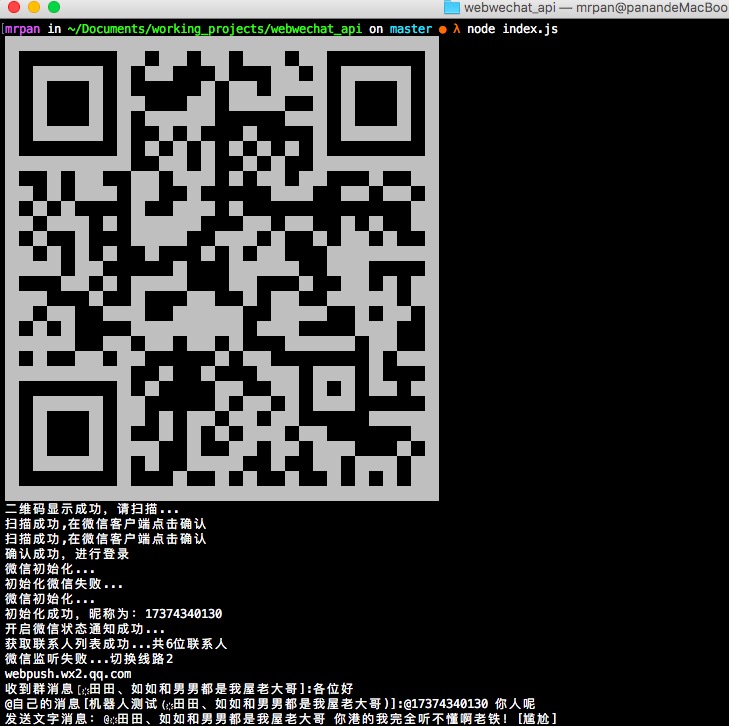 webwechat_api — mrpan@panandeMacBoo
mrpan in ~/Documents/working_projects/webwechat_api on master ● λ node index.js
二维码显示成功，请扫描...
扫描成功,在微信客户端点击确认
扫描成功,在微信客户端点击确认
确认成功，进行登录
微信初始化...
初始化微信失败...
微信初始化...
初始化成功，昵称为：17374340130
开启微信状态通知成功...
获取联系人列表成功...共6位联系人
微信监听失败...切换线路2
webpush.wx2.qq.com
收到群消息[田田、如如和男男都是我屋老大哥]:各位好
@自己的消息[机器人测试(田田、如如和男男都是我屋老大哥)]:@17374340130 你人呢
发送文字消息：@田田、如如和男男都是我屋老大哥 你港的我完全听不懂啊老铁！[尴尬]